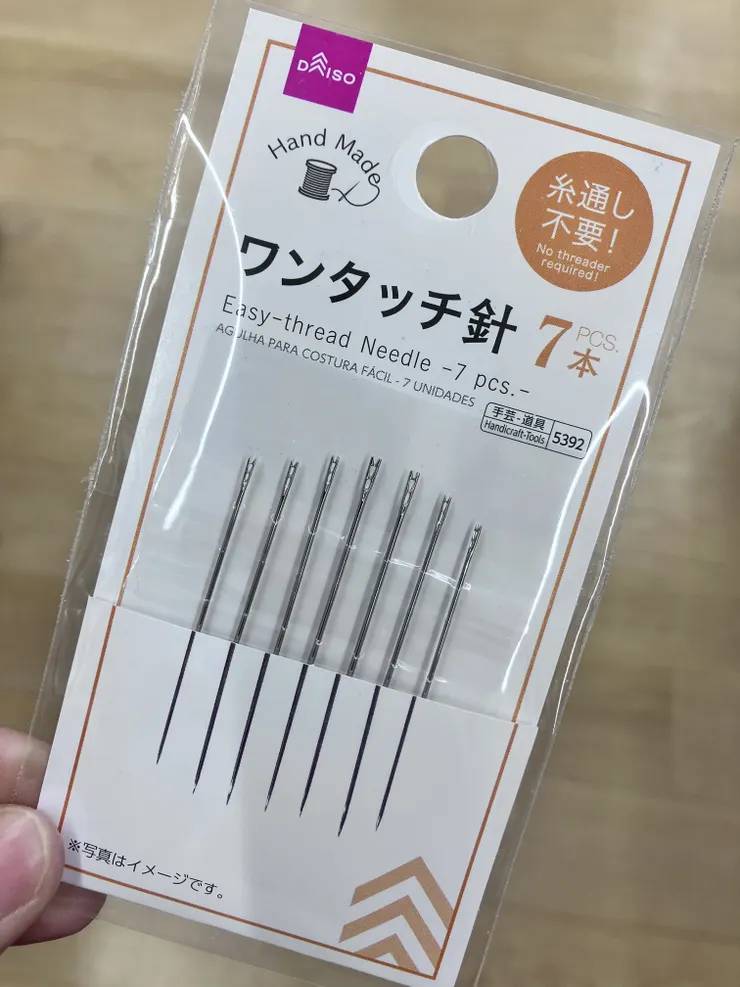 DAISO
Hand Made
糸通し
不要!
No threader
required!
ワンタッチ針
7 PCS.
本
Easy-thread Needle -7 pcs.-
AGULHA PARA COSTURA FÁCIL - 7 UNIDADES
手芸-道具
Handicraft-Tools
5392
※写真はイメージです。